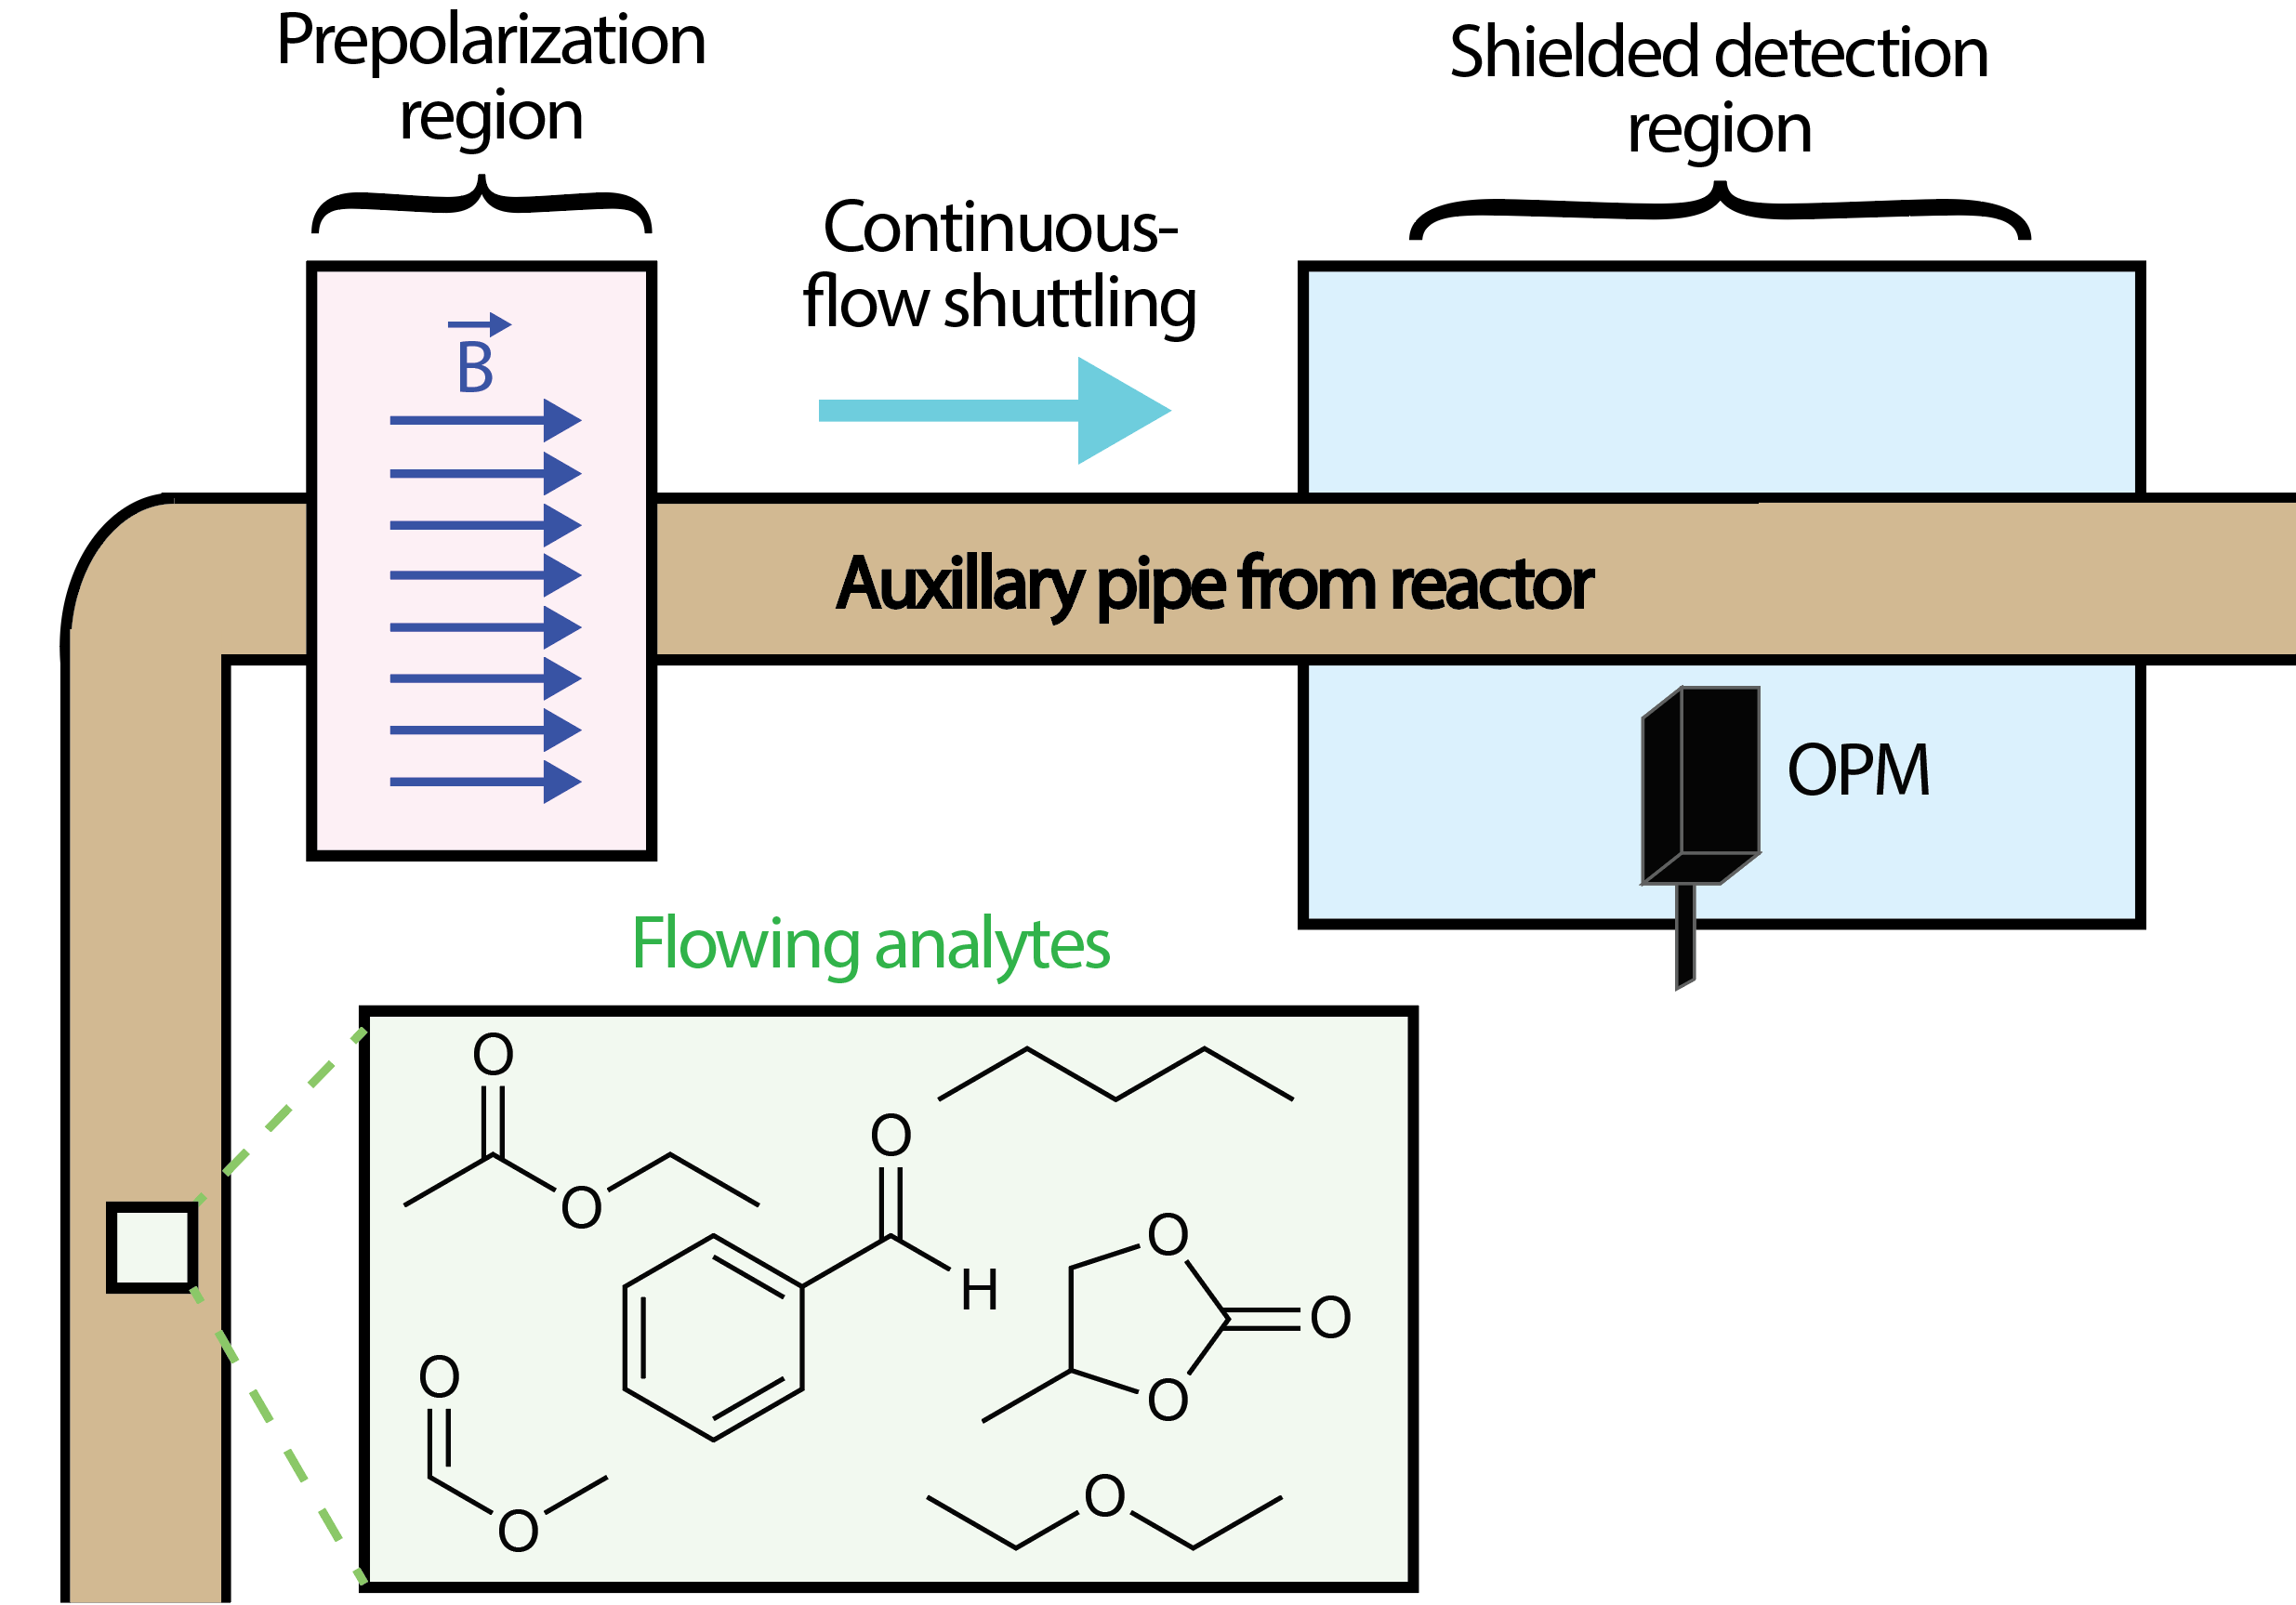 Prepolarization
region
Shielded detection
region
Continuous-
flow shuttling
B
Auxillary pipe from reactor
OPM
Flowing analytes
O
O
O
H
O
O
O
O
O
O